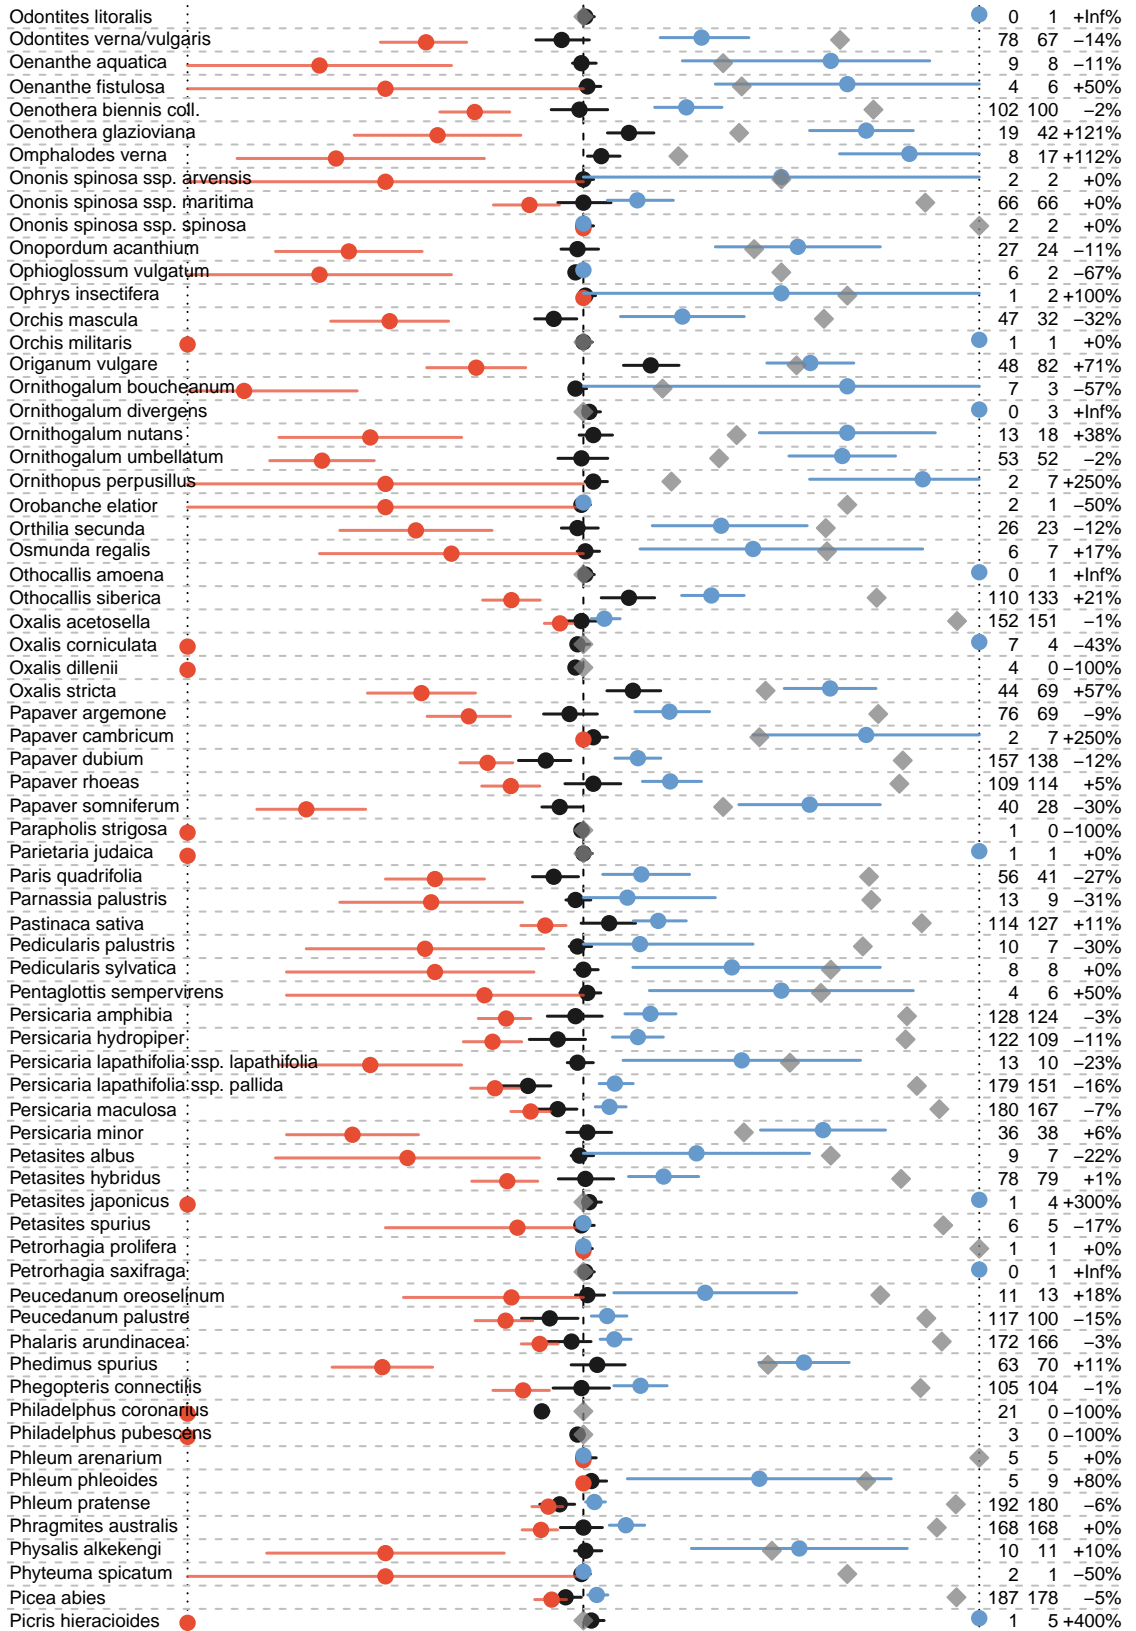 Odontites litoralis 0 1 +Inf%
Odontites verna/vulgaris 78 67 −14%
Oenanthe aquatica 9 8 −11%
Oenanthe fistulosa 4 6 +50%
Oenothera biennis coll. 102 100 −2%
Oenothera glazioviana 19 42 +121%
Omphalodes verna 8 17 +112%
Ononis spinosa ssp. arvensis 2 2 +0%
Ononis spinosa ssp. maritima 66 66 +0%
Ononis spinosa ssp. spinosa 2 2 +0%
Onopordum acanthium 27 24 −11%
Ophioglossum vulgatum 6 2 −67%
Ophrys insectifera 1 2 +100%
Orchis mascula 47 32 −32%
Orchis militaris 1 1 +0%
Origanum vulgare 48 82 +71%
Ornithogalum boucheanum 7 3 −57%
Ornithogalum divergens 0 3 +Inf%
Ornithogalum nutans 13 18 +38%
Ornithogalum umbellatum 53 52 −2%
Ornithopus perpusillus 2 7 +250%
Orobanche elatior 2 1 −50%
Orthilia secunda 26 23 −12%
Osmunda regalis 6 7 +17%
Othocallis amoena 0 1 +Inf%
Othocallis siberica 110 133 +21%
Oxalis acetosella 152 151 −1%
Oxalis corniculata 7 4 −43%
Oxalis dillenii 4 0 −100%
Oxalis stricta 44 69 +57%
Papaver argemone 76 69 −9%
Papaver cambricum 2 7 +250%
Papaver dubium 157 138 −12%
Papaver rhoeas 109 114 +5%
Papaver somniferum 40 28 −30%
Parapholis strigosa 1 0 −100%
Parietaria judaica 1 1 +0%
Paris quadrifolia 56 41 −27%
Parnassia palustris 13 9 −31%
Pastinaca sativa 114 127 +11%
Pedicularis palustris 10 7 −30%
Pedicularis sylvatica 8 8 +0%
Pentaglottis sempervirens 4 6 +50%
Persicaria amphibia 128 124 −3%
Persicaria hydropiper 122 109 −11%
Persicaria lapathifolia ssp. lapathifolia 13 10 −23%
Persicaria lapathifolia ssp. pallida 179 151 −16%
Persicaria maculosa 180 167 −7%
Persicaria minor 36 38 +6%
Petasites albus 9 7 −22%
Petasites hybridus 78 79 +1%
Petasites japonicus 1 4 +300%
Petasites spurius 6 5 −17%
Petrorhagia prolifera 1 1 +0%
Petrorhagia saxifraga 0 1 +Inf%
Peucedanum oreoselinum 11 13 +18%
Peucedanum palustre 117 100 −15%
Phalaris arundinacea 172 166 −3%
Phedimus spurius 63 70 +11%
Phegopteris connectilis 105 104 −1%
Philadelphus coronarius 21 0 −100%
Philadelphus pubescens 3 0 −100%
Phleum arenarium 5 5 +0%
Phleum phleoides 5 9 +80%
Phleum pratense 192 180 −6%
Phragmites australis 168 168 +0%
Physalis alkekengi 10 11 +10%
Phyteuma spicatum 2 1 −50%
Picea abies 187 178 −5%
Picris hieracioides 1 5 +400%